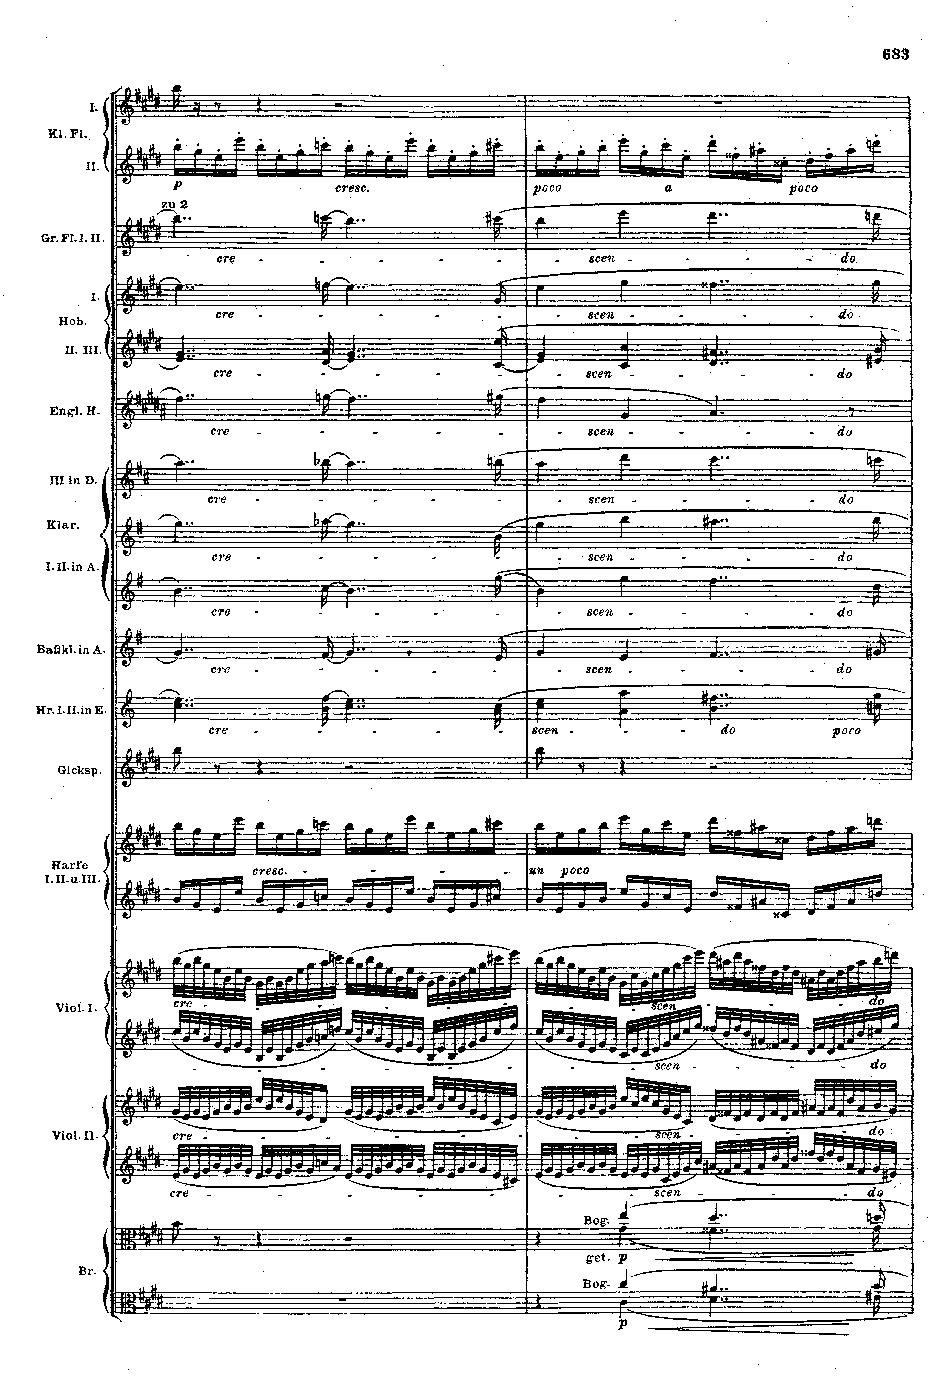 683
I.
Kl. Fl.
II.
p cresc. poco a poco
zu 2
Gr. Fl. I. II.
cre - scen - do
I.
cre - scen - do
Hob.
II. III.
cre - scen - do
Engl. H.
cre - scen - do
III in D.
cre - scen - do
Klar.
cre - scen - do
I. II. in A.
cre - scen - do
Baßkl. in A.
cre - scen - do
Hr. I. II. in E.
cre - scen - do poco
Glcksp.
Harfe
I. II. u. III.
cresc. - un poco
Viol. I.
cre - scen - do
scen - do
Viol. II.
cre - scen - do
cre - scen - do
Bog.
get. p
Br.
Bog.
p